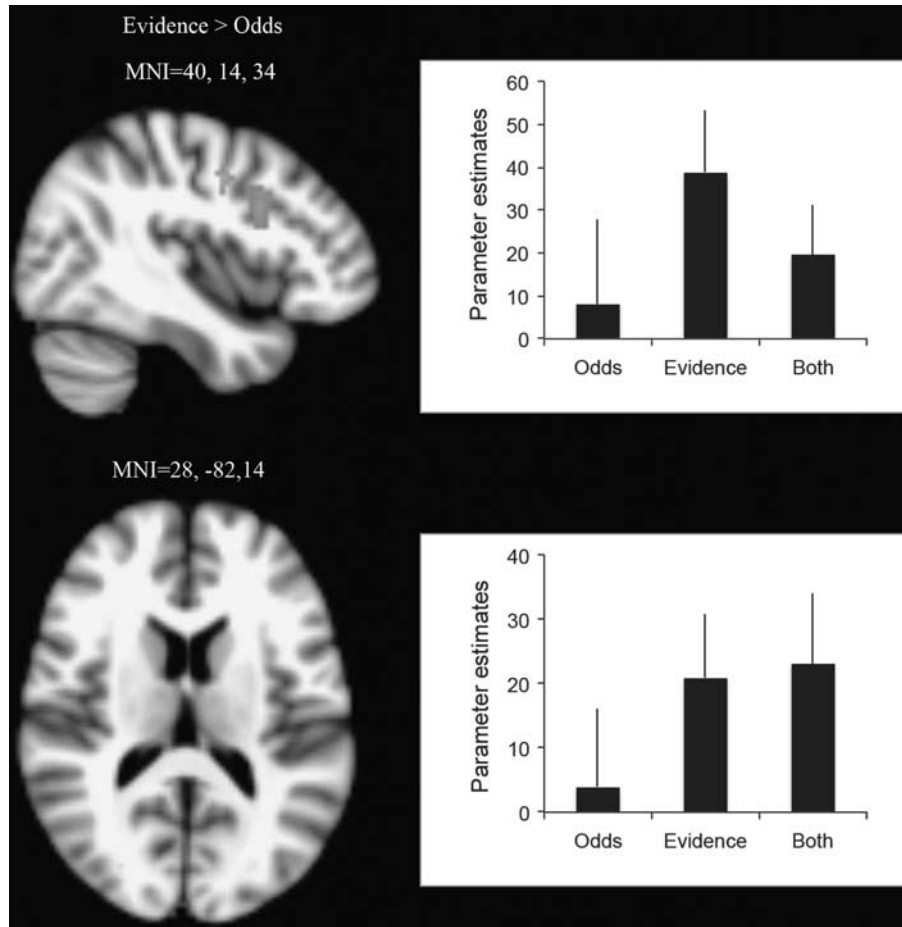 Evidence > Odds
MNI=40, 14, 34
Parameter estimates
60
50
40
30
20
10
0
Odds Evidence Both
MNI=28, -82,14
Parameter estimates
40
30
20
10
0
Odds Evidence Both